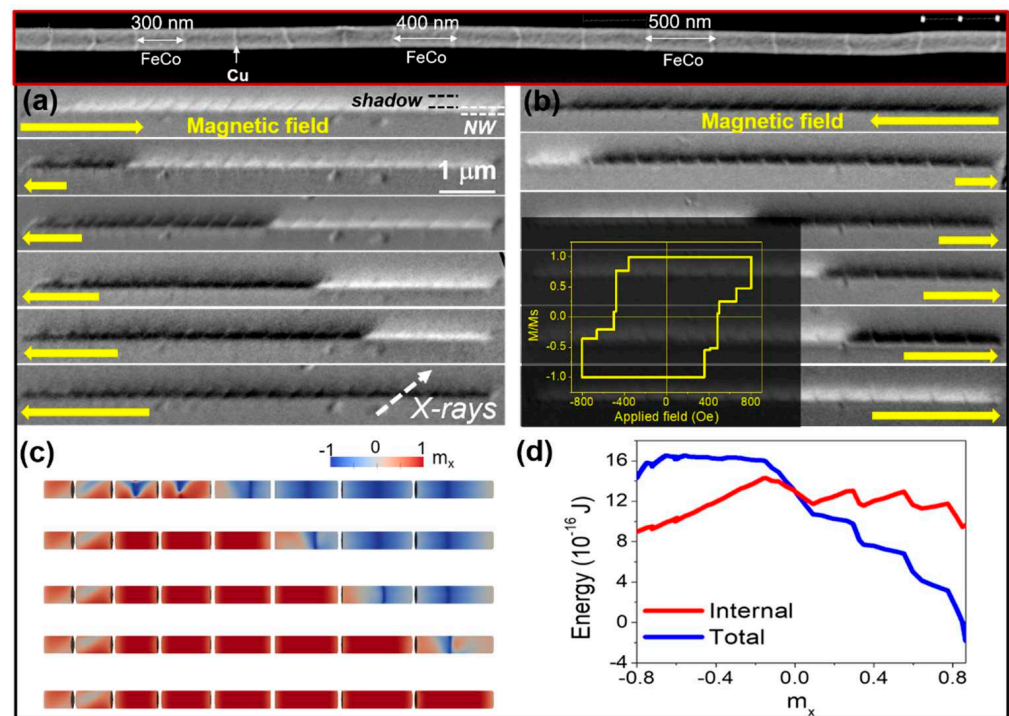 300 nm 400 nm 500 nm
FeCo FeCo FeCo
Cu
(a) shadow
Magnetic field NW
1 μm
X-rays
(b)
Magnetic field
1.0
0.5
0.0
-0.5
-1.0
M/Ms
-800 -400 0 400 800
Applied field (Oe)
(c) -1 0 1
mx
(d)
16
12
8
4
0
-4
Energy (10-16 J)
Internal
Total
-0.8 -0.4 0.0 0.4 0.8
mx